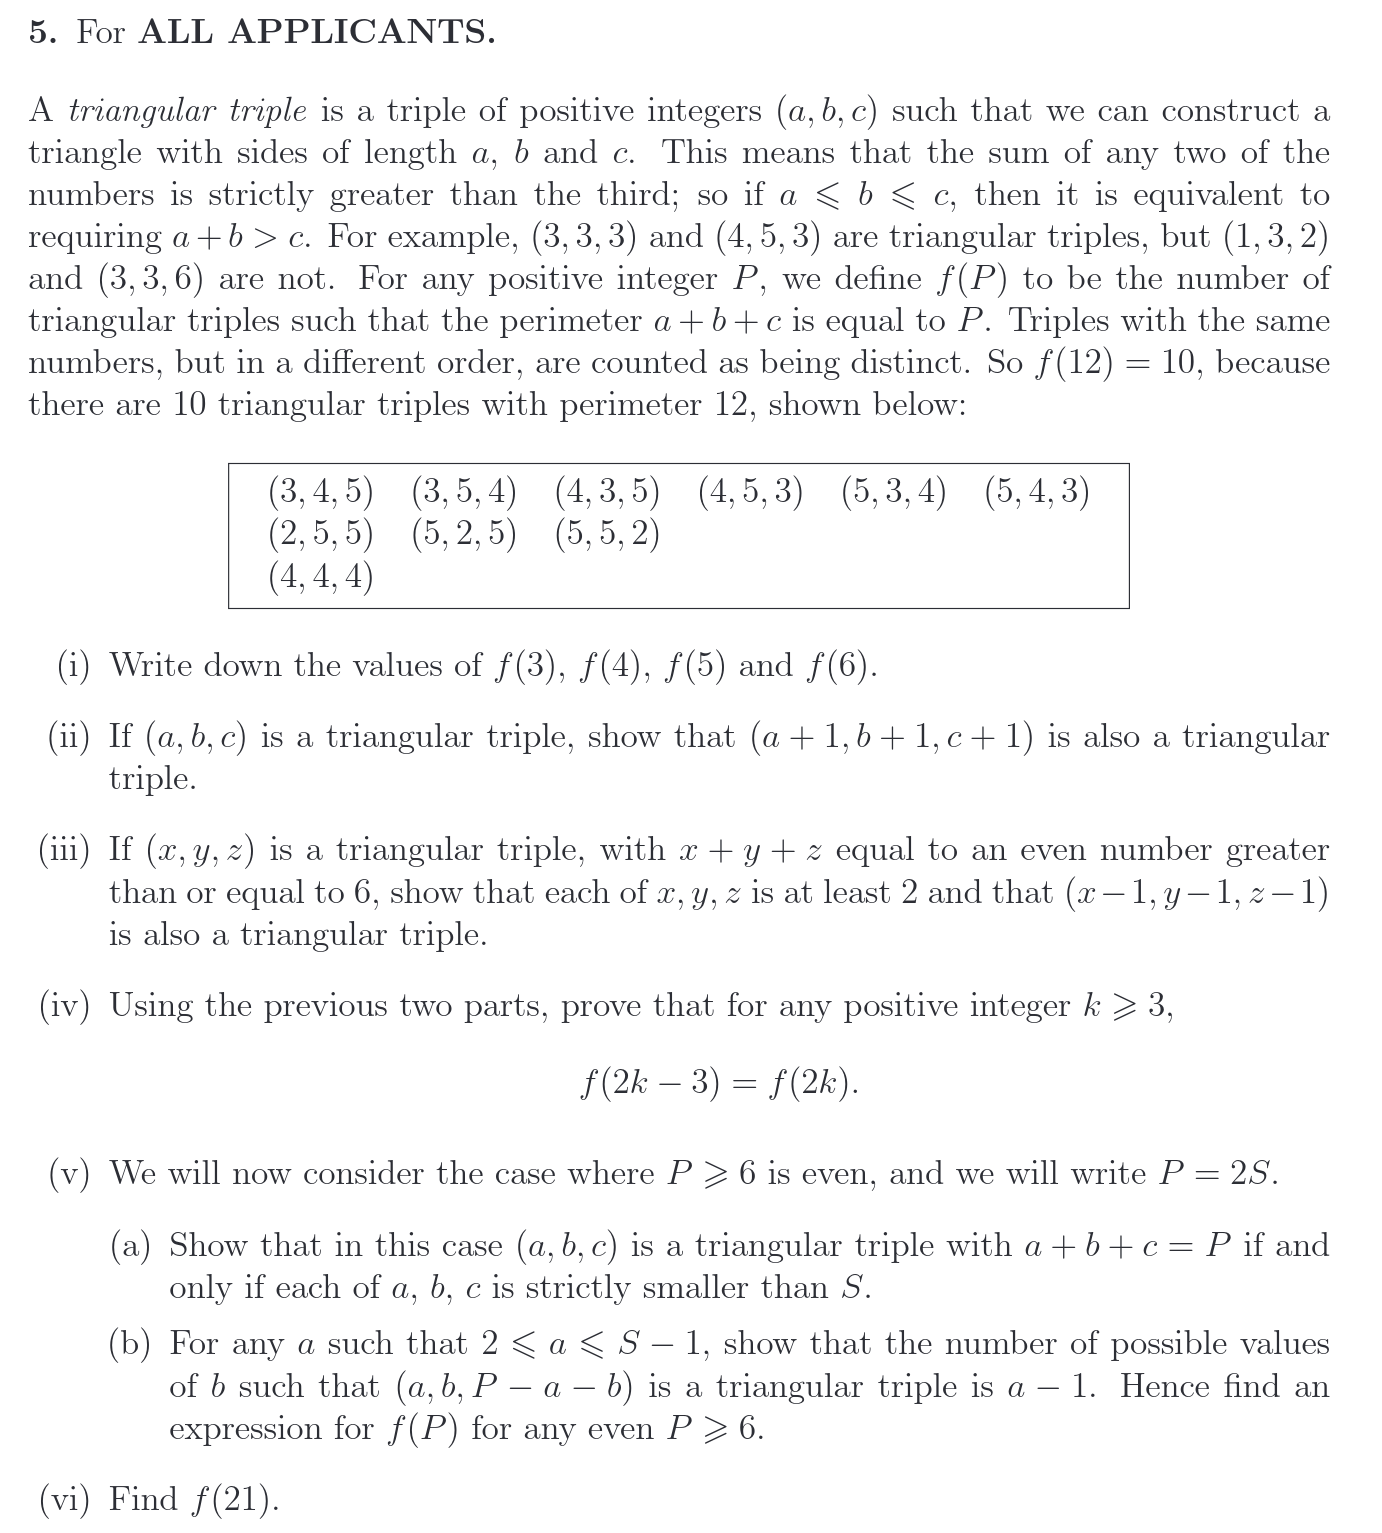 5. For ALL APPLICANTS.
A triangular triple is a triple of positive integers (a, b, c) such that we can construct a
triangle with sides of length a, b and c. This means that the sum of any two of the
numbers is strictly greater than the third; so if a ⩽ b ⩽ c, then it is equivalent to
requiring a + b > c. For example, (3, 3, 3) and (4, 5, 3) are triangular triples, but (1, 3, 2)
and (3, 3, 6) are not. For any positive integer P, we define f(P) to be the number of
triangular triples such that the perimeter a + b + c is equal to P. Triples with the same
numbers, but in a different order, are counted as being distinct. So f(12) = 10, because
there are 10 triangular triples with perimeter 12, shown below:
(3, 4, 5) (3, 5, 4) (4, 3, 5) (4, 5, 3) (5, 3, 4) (5, 4, 3)
(2, 5, 5) (5, 2, 5) (5, 5, 2)
(4, 4, 4)
(i) Write down the values of f(3), f(4), f(5) and f(6).
(ii) If (a, b, c) is a triangular triple, show that (a + 1, b + 1, c + 1) is also a triangular
triple.
(iii) If (x, y, z) is a triangular triple, with x + y + z equal to an even number greater
than or equal to 6, show that each of x, y, z is at least 2 and that (x − 1, y − 1, z − 1)
is also a triangular triple.
(iv) Using the previous two parts, prove that for any positive integer k ⩾ 3,
f(2k − 3) = f(2k).
(v) We will now consider the case where P ⩾ 6 is even, and we will write P = 2S.
(a) Show that in this case (a, b, c) is a triangular triple with a + b + c = P if and
only if each of a, b, c is strictly smaller than S.
(b) For any a such that 2 ⩽ a ⩽ S − 1, show that the number of possible values
of b such that (a, b, P − a − b) is a triangular triple is a − 1. Hence find an
expression for f(P) for any even P ⩾ 6.
(vi) Find f(21).